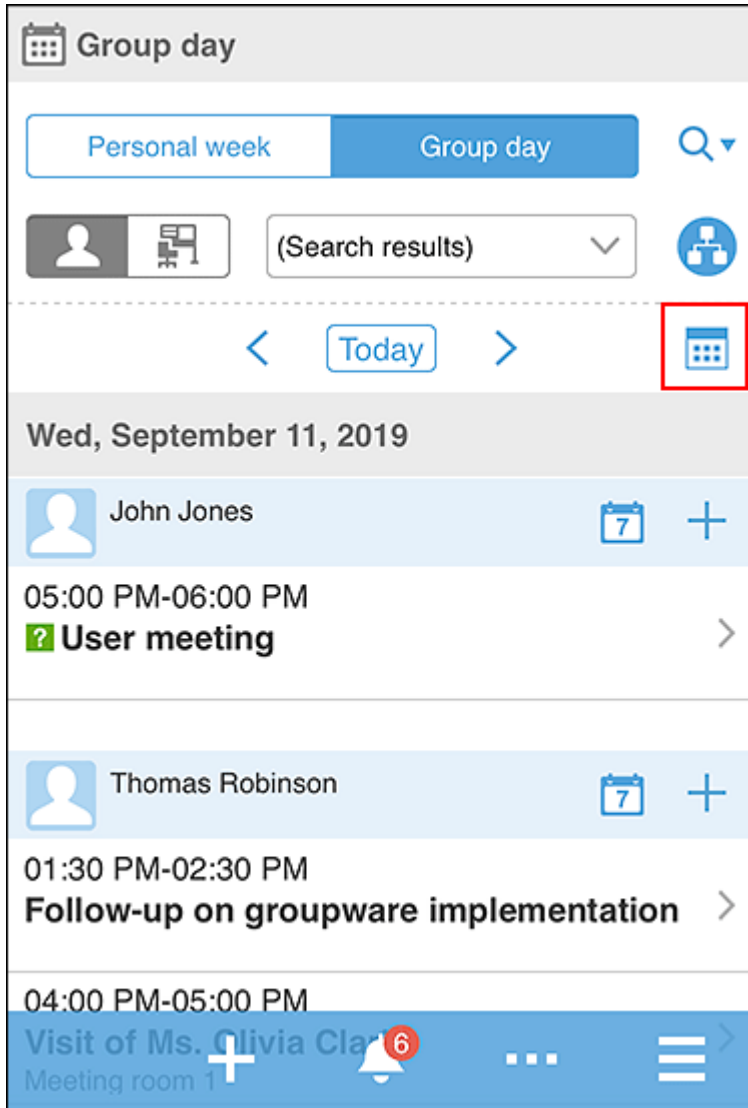 Group day
Personal week Group day
(Search results)
Today
Wed, September 11, 2019
John Jones
7
05:00 PM-06:00 PM
? User meeting
Thomas Robinson
7
01:30 PM-02:30 PM
Follow-up on groupware implementation
04:00 PM-05:00 PM
Visit of Ms. Olivia Cla
6
Meeting room 1